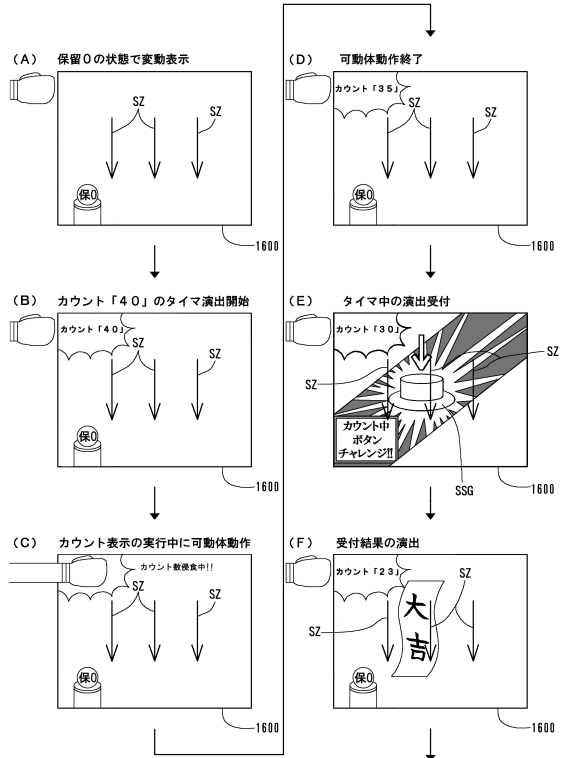 (A) 保留0の状態で変動表示
SZ
SZ
保0
1600
(B) カウント「40」のタイマ演出開始
カウント「40」
SZ
SZ
保0
1600
(C) カウント表示の実行中に可動体動作
カウント数侵食中!!
SZ
SZ
保0
1600
(D) 可動体動作終了
カウント「35」
SZ
SZ
保0
1600
(E) タイマ中の演出受付
カウント「30」
SZ
SZ
カウント中
ボタン
チャレンジ!!
SSG
1600
(F) 受付結果の演出
カウント「23」
SZ
SZ
大吉
保0
1600